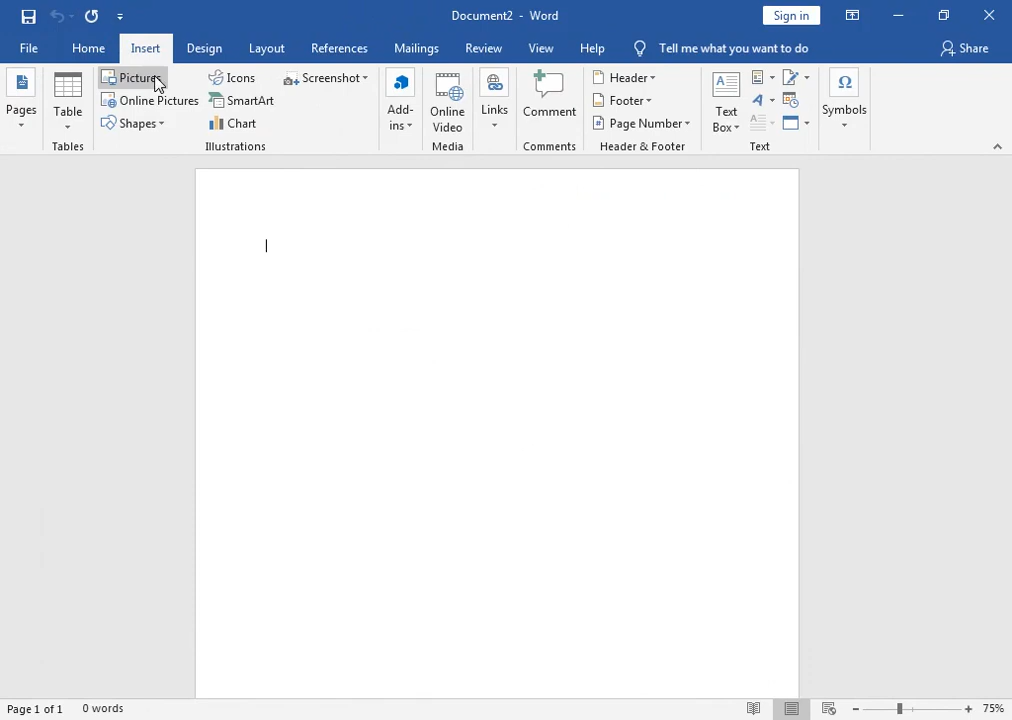 Document2 - Word
Sign in
File Home Insert Design Layout References Mailings Review View Help Tell me what you want to do Share
Pages
Table
Tables
Pictures
Online Pictures
Shapes
Icons
SmartArt
Chart
Screenshot
Illustrations
Add-
ins
Online
Video
Media
Links
Comment
Comments
Header
Footer
Page Number
Header & Footer
Text
Box
Text
Symbols
Page 1 of 1 0 words
75%